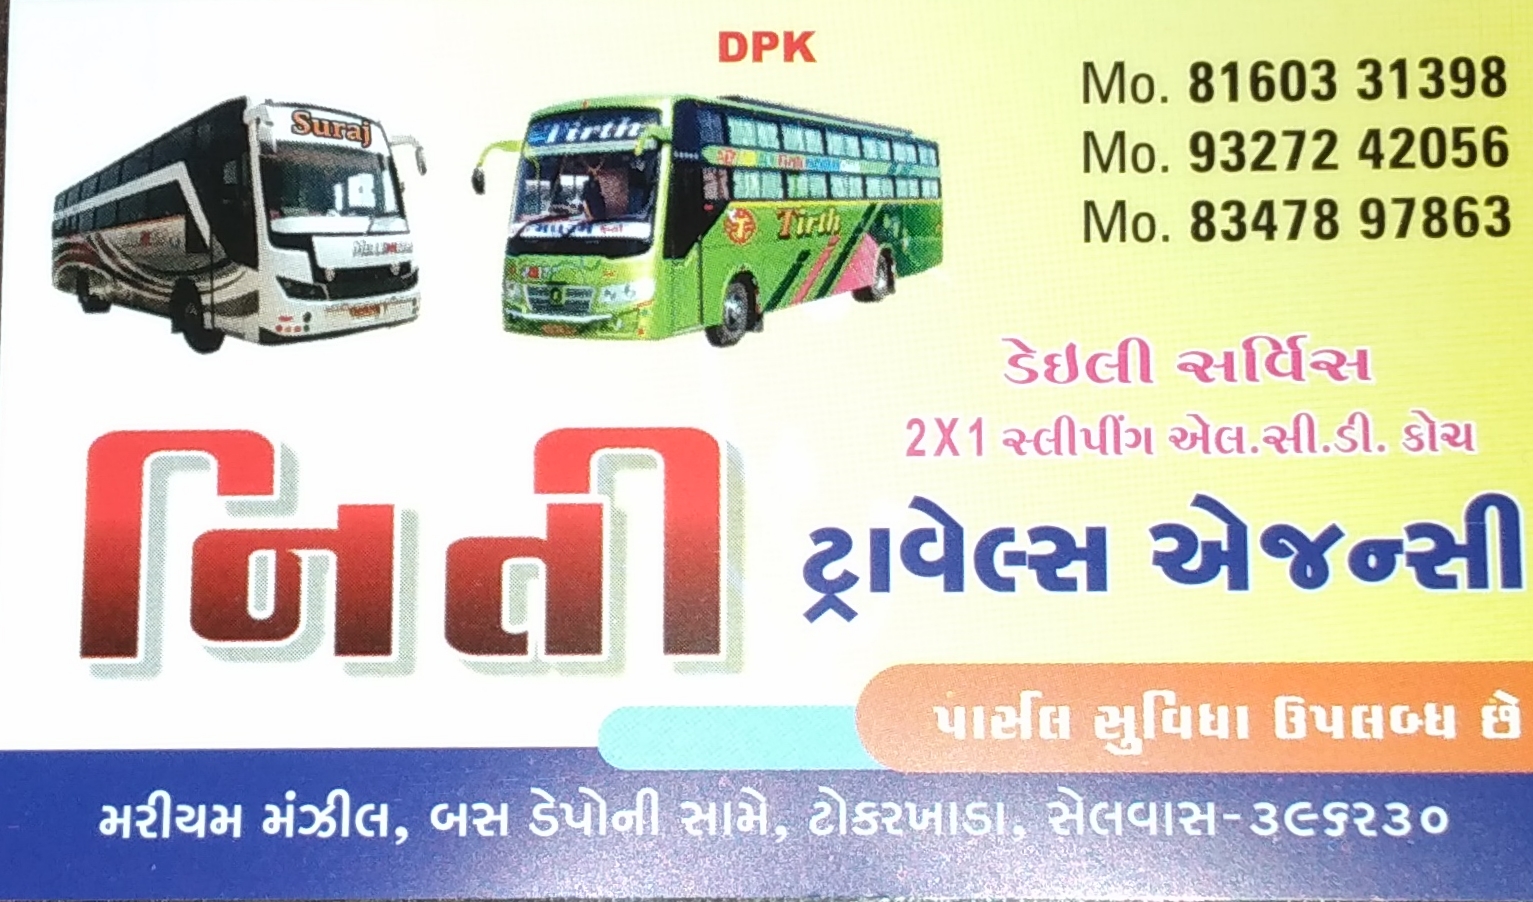 DPK
Mo. 81603 31398
Mo. 93272 42056
Mo. 83478 97863
Suraj
Tirth
Tirth
ડેઇલી સર્વિસ
2X1 સ્લીપીંગ એલ.સી.ડી. કોચ
નિતી
ટ્રાવેલ્સ એજન્સી
પાર્સલ સુવિધા ઉપલબ્ધ છે
મરીયમ મંઝીલ, બસ ડેપોની સામે, ટોકરખાડા, સેલવાસ-૩૯૬૨૩૦